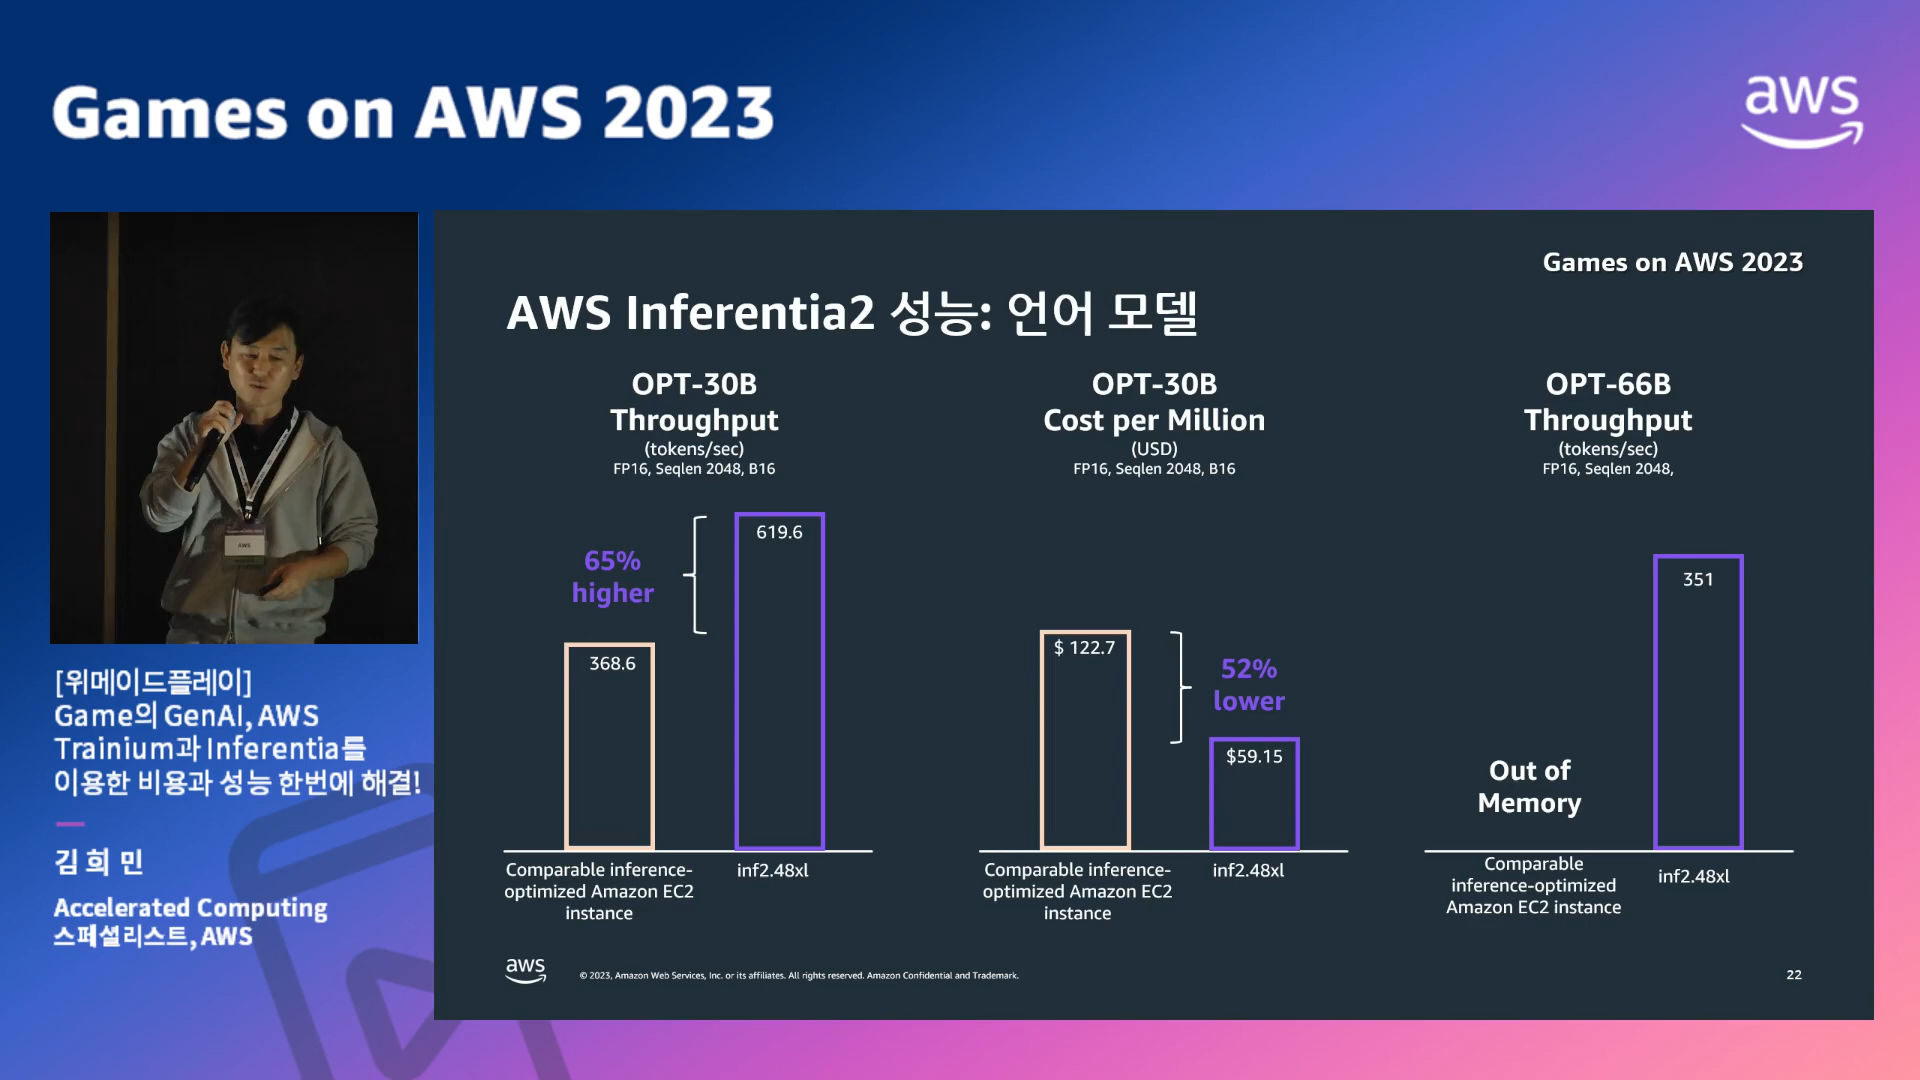 Games on AWS 2023
aws
Games on AWS 2023
AWS Inferentia2 성능: 언어 모델
OPT-30B
Throughput
(tokens/sec)
FP16, Seqlen 2048, B16
65%
higher
619.6
368.6
Comparable inference-
optimized Amazon EC2
instance
inf2.48xl
OPT-30B
Cost per Million
(USD)
FP16, Seqlen 2048, B16
$ 122.7
52%
lower
$59.15
Comparable inference-
optimized Amazon EC2
instance
inf2.48xl
OPT-66B
Throughput
(tokens/sec)
FP16, Seqlen 2048,
351
Out of
Memory
Comparable
inference-optimized
Amazon EC2 instance
inf2.48xl
aws
© 2023, Amazon Web Services, Inc. or its affiliates. All rights reserved. Amazon Confidential and Trademark.
22
AWS
[위메이드플레이]
Game의 GenAI, AWS
Trainium과 Inferentia를
이용한 비용과 성능 한번에 해결!
김 희 민
Accelerated Computing
스페셜리스트, AWS